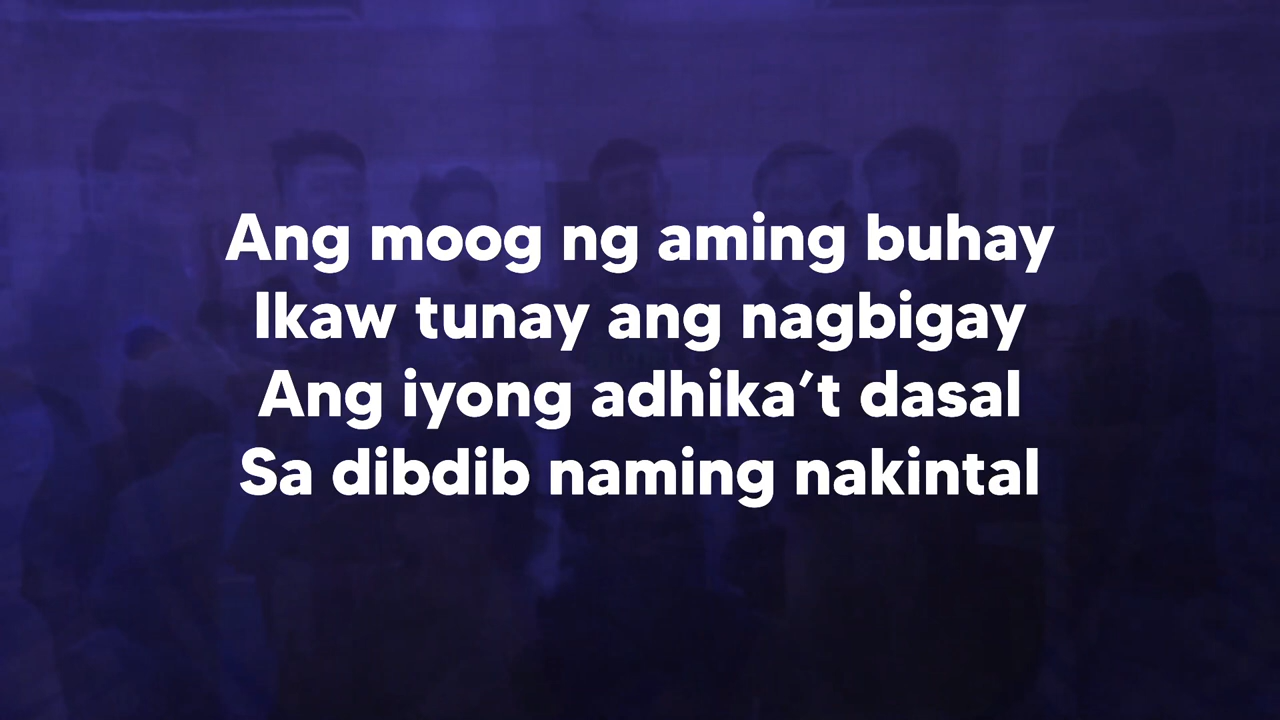 Ang moog ng aming buhay
Ikaw tunay ang nagbigay
Ang iyong adhika’t dasal
Sa dibdib naming nakintal